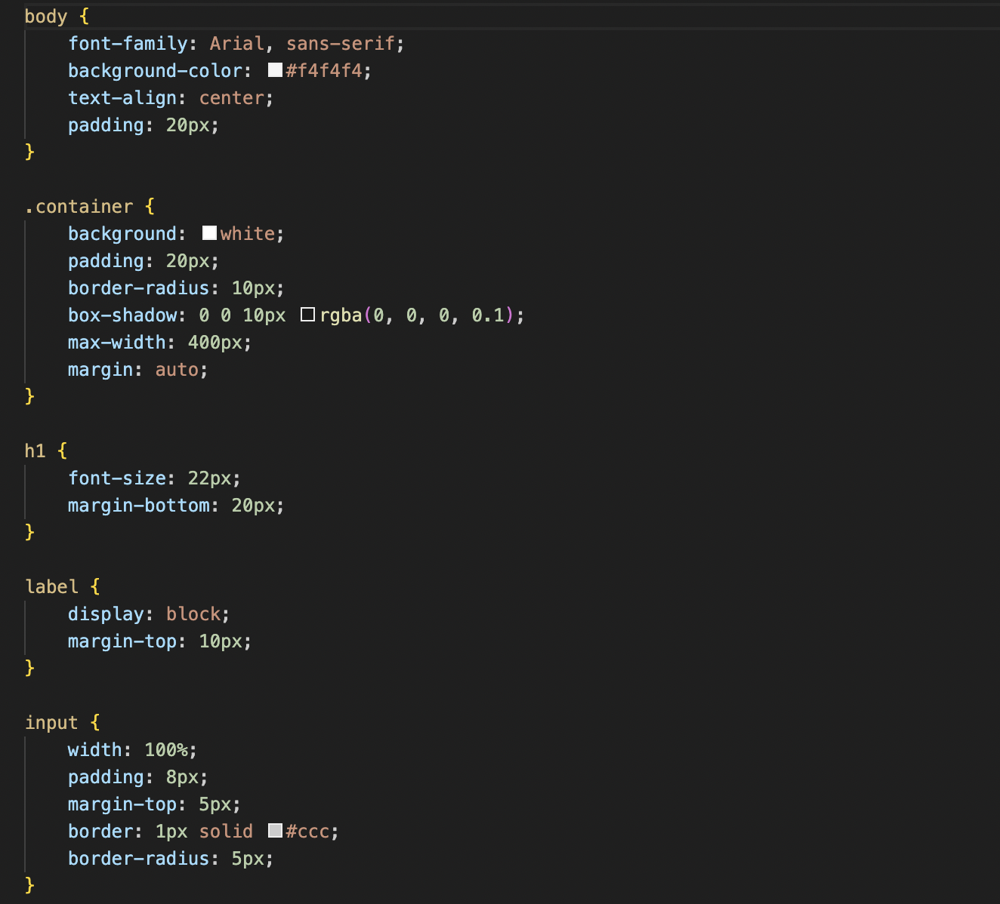 body {
    font-family: Arial, sans-serif;
    background-color: #f4f4f4;
    text-align: center;
    padding: 20px;
}

.container {
    background: white;
    padding: 20px;
    border-radius: 10px;
    box-shadow: 0 0 10px rgba(0, 0, 0, 0.1);
    max-width: 400px;
    margin: auto;
}

h1 {
    font-size: 22px;
    margin-bottom: 20px;
}

label {
    display: block;
    margin-top: 10px;
}

input {
    width: 100%;
    padding: 8px;
    margin-top: 5px;
    border: 1px solid #ccc;
    border-radius: 5px;
}